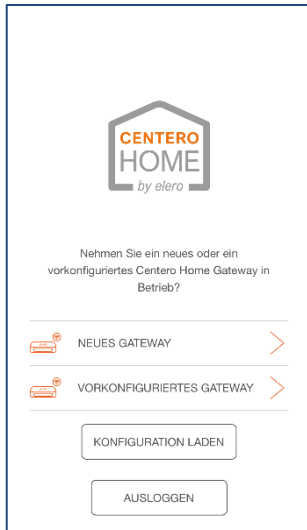 CENTERO
HOME
by elero
Nehmen Sie ein neues oder ein
vorkonfiguriertes Centero Home Gateway in
Betrieb?
NEUES GATEWAY
VORKONFIGURIERTES GATEWAY
KONFIGURATION LADEN
AUSLOGGEN